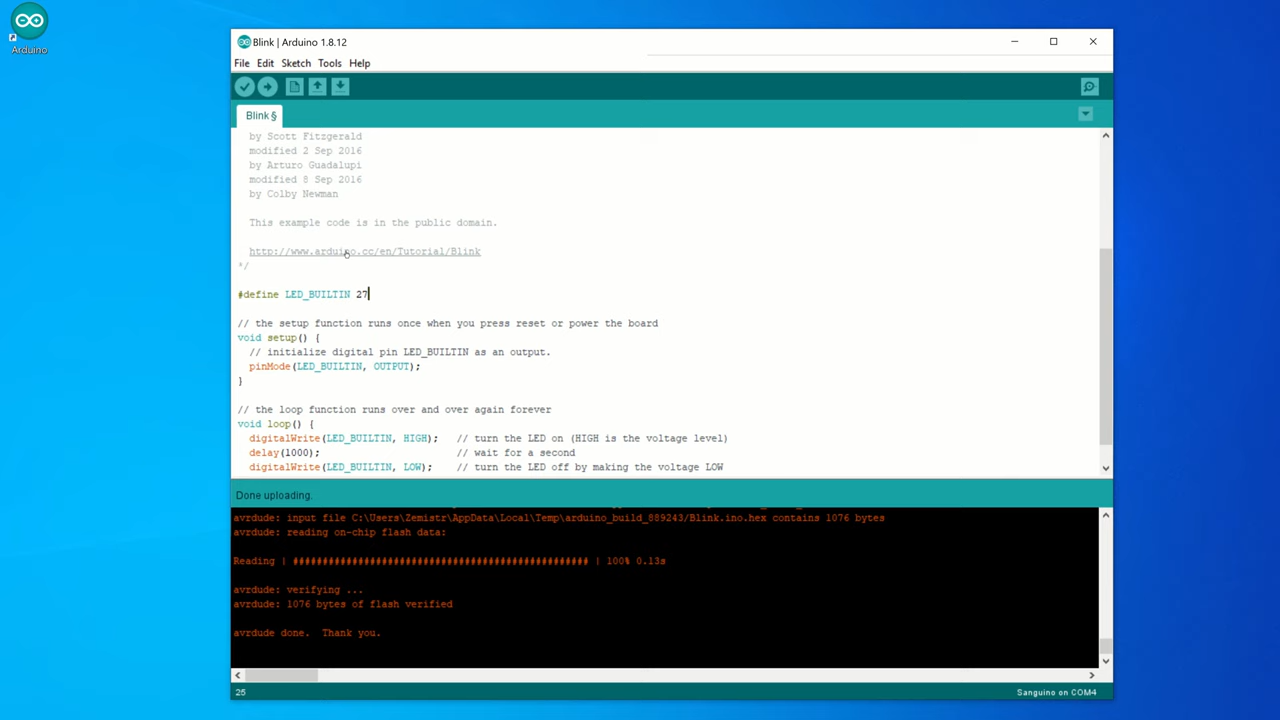 Arduino
Blink | Arduino 1.8.12
File Edit Sketch Tools Help
Blink §
by Scott Fitzgerald
modified 2 Sep 2016
by Arturo Guadalupi
modified 8 Sep 2016
by Colby Newman
This example code is in the public domain.
http://www.arduino.cc/en/Tutorial/Blink
*/
#define LED_BUILTIN 27
// the setup function runs once when you press reset or power the board
void setup() {
// initialize digital pin LED_BUILTIN as an output.
pinMode(LED_BUILTIN, OUTPUT);
}
// the loop function runs over and over again forever
void loop() {
digitalWrite(LED_BUILTIN, HIGH); // turn the LED on (HIGH is the voltage level)
delay(1000); // wait for a second
digitalWrite(LED_BUILTIN, LOW); // turn the LED off by making the voltage LOW
Done uploading.
avrdude: input file C:\Users\Zemistr\AppData\Local\Temp\arduino_build_889243/Blink.ino.hex contains 1076 bytes
avrdude: reading on-chip flash data:
Reading | ################################################## | 100% 0.13s
avrdude: verifying ...
avrdude: 1076 bytes of flash verified
avrdude done. Thank you.
25
Sanguino on COM4